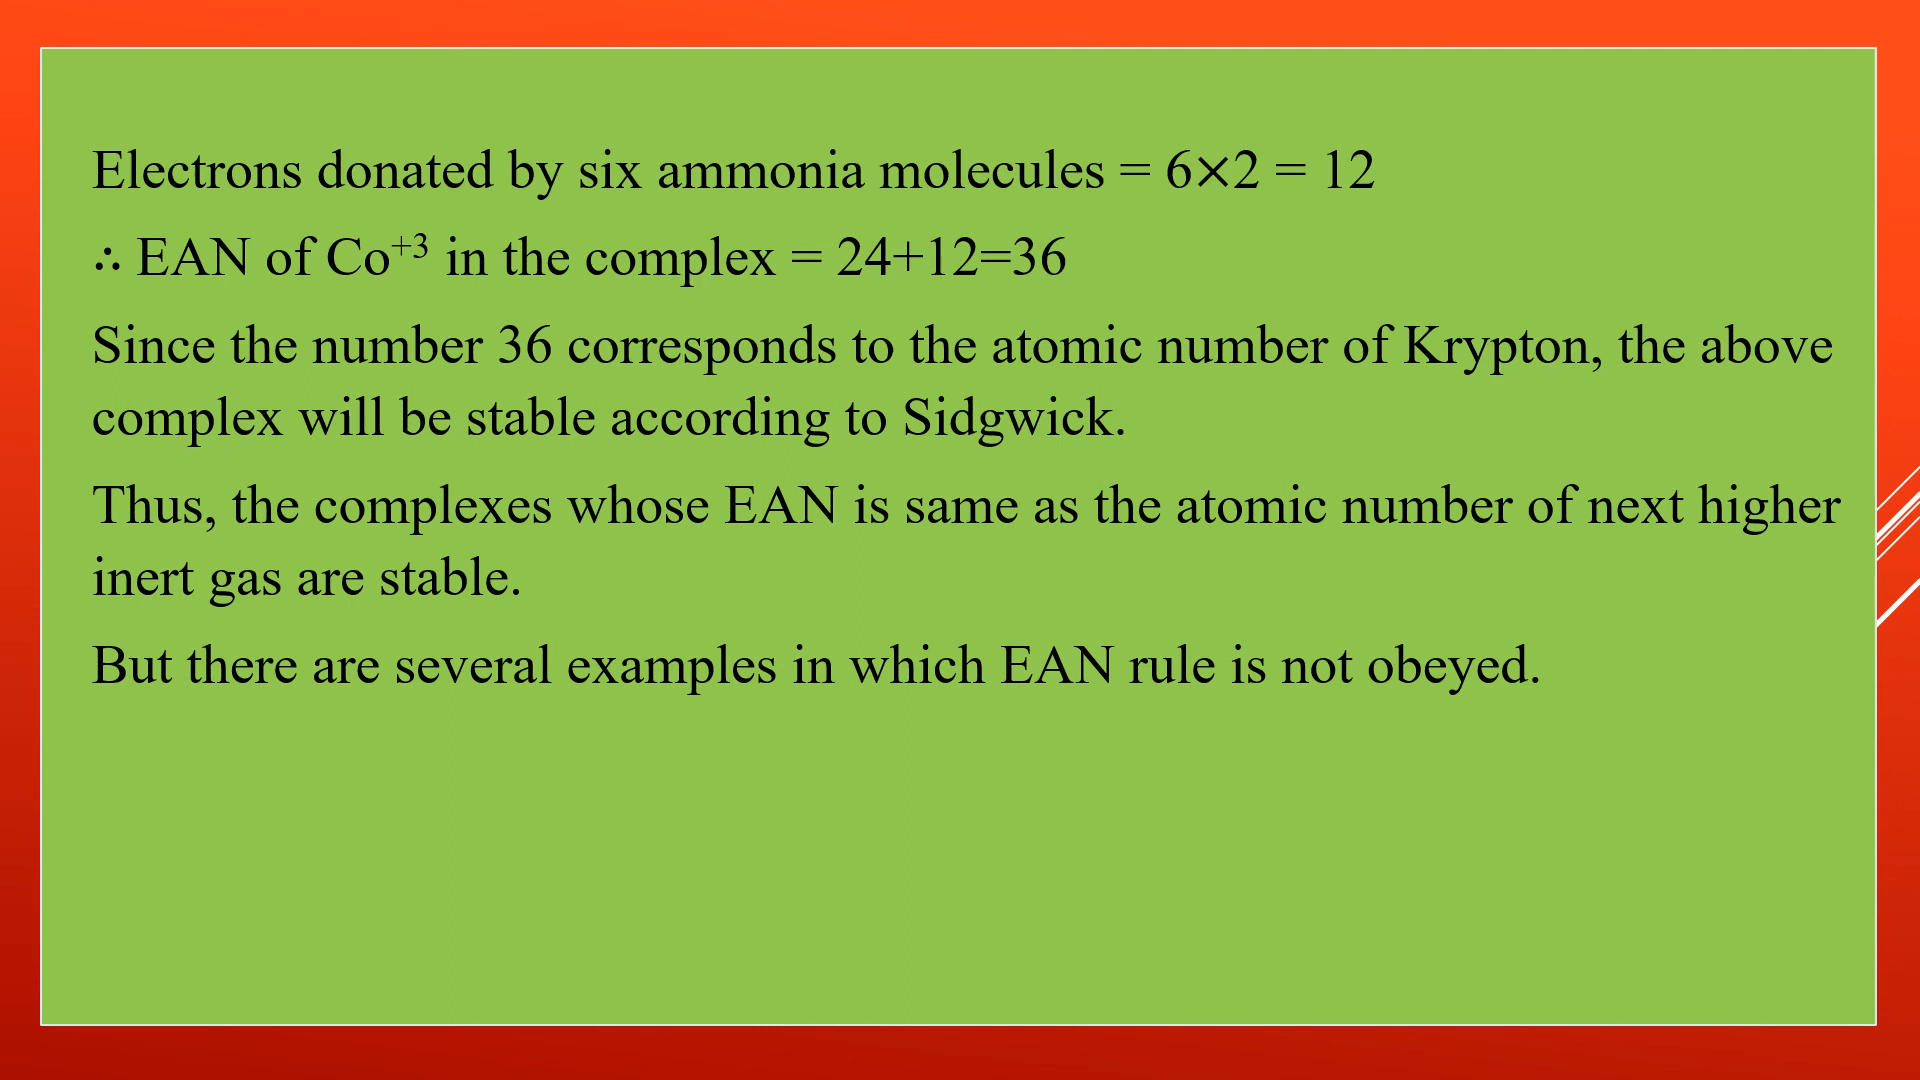 Electrons donated by six ammonia molecules = 6×2 = 12
∴ EAN of Co⁺³ in the complex = 24+12=36
Since the number 36 corresponds to the atomic number of Krypton, the above
complex will be stable according to Sidgwick.
Thus, the complexes whose EAN is same as the atomic number of next higher
inert gas are stable.
But there are several examples in which EAN rule is not obeyed.